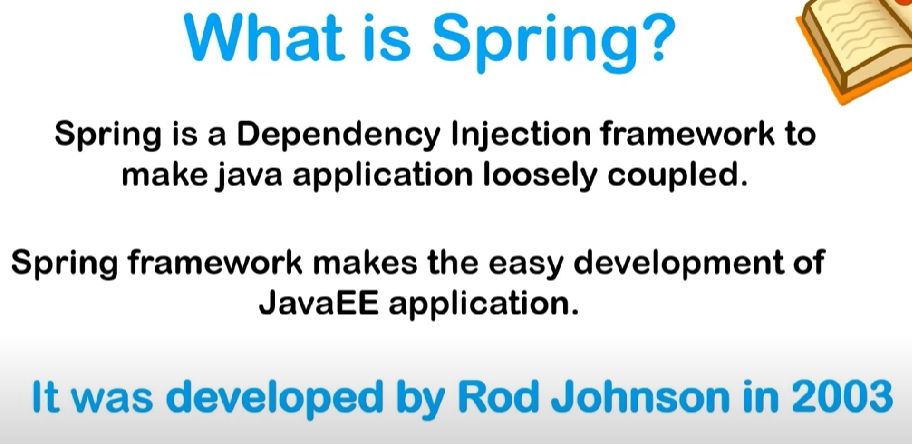 What is Spring?
Spring is a Dependency Injection framework to
make java application loosely coupled.
Spring framework makes the easy development of
JavaEE application.
It was developed by Rod Johnson in 2003